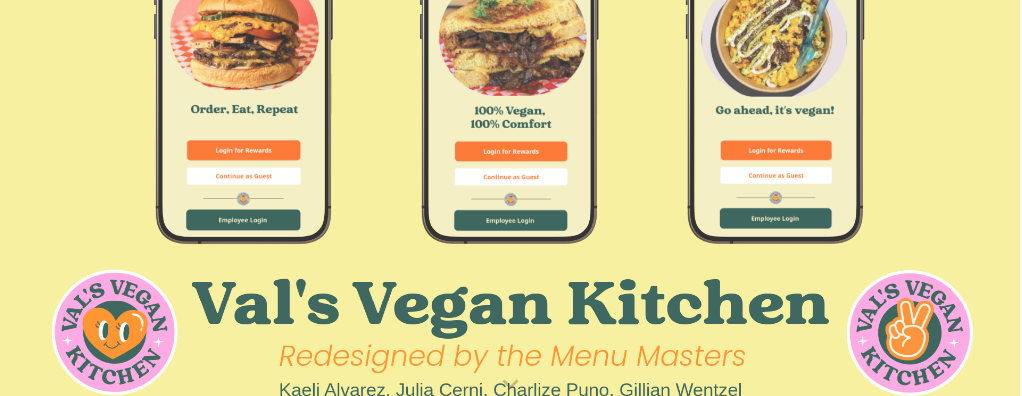 Order, Eat, Repeat
Login for Rewards
Continue as Guest
Employee Login
100% Vegan,
100% Comfort
Login for Rewards
Continue as Guest
Employee Login
Go ahead, it's vegan!
Login for Rewards
Continue as Guest
Employee Login
VAL'S VEGAN
KITCHEN
Val's Vegan Kitchen
Redesigned by the Menu Masters
Kaeli Alvarez, Julia Cerni, Charlize Puno, Gillian Wentzel
VAL'S VEGAN
KITCHEN